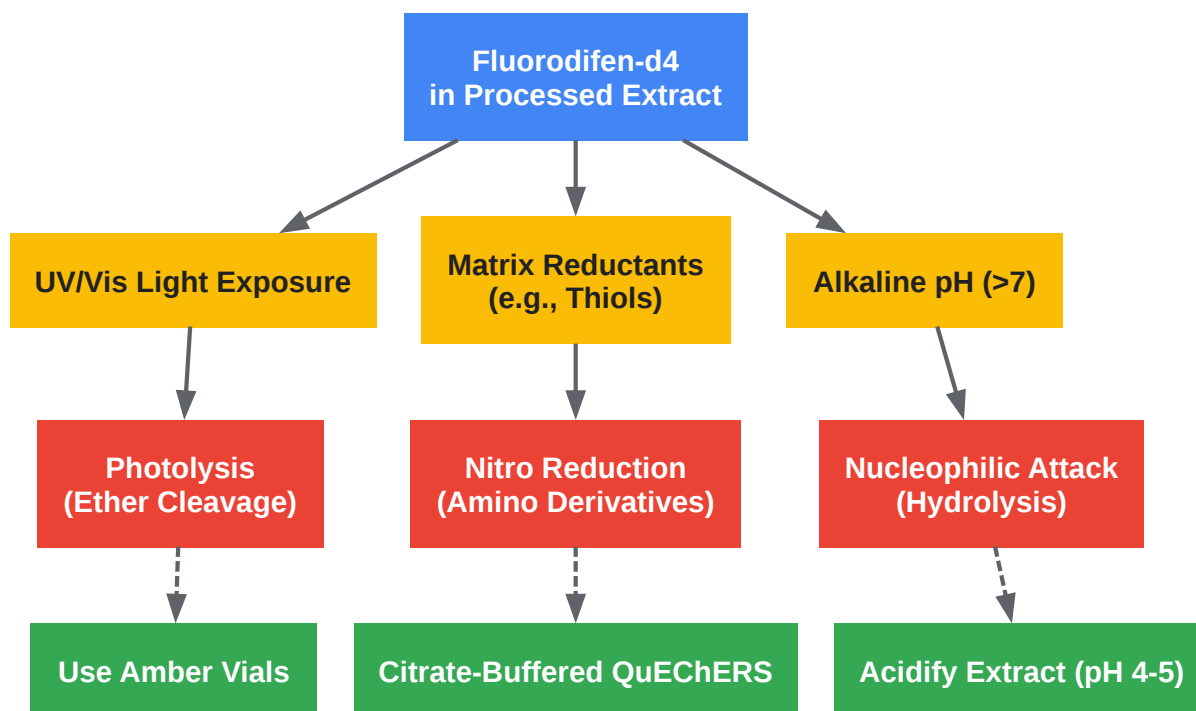 Fluorodifen-d4
in Processed Extract
UV/Vis Light Exposure
Matrix Reductants
(e.g., Thiols)
Alkaline pH (>7)
Photolysis
(Ether Cleavage)
Nitro Reduction
(Amino Derivatives)
Nucleophilic Attack
(Hydrolysis)
Use Amber Vials
Citrate-Buffered QuEChERS
Acidify Extract (pH 4-5)